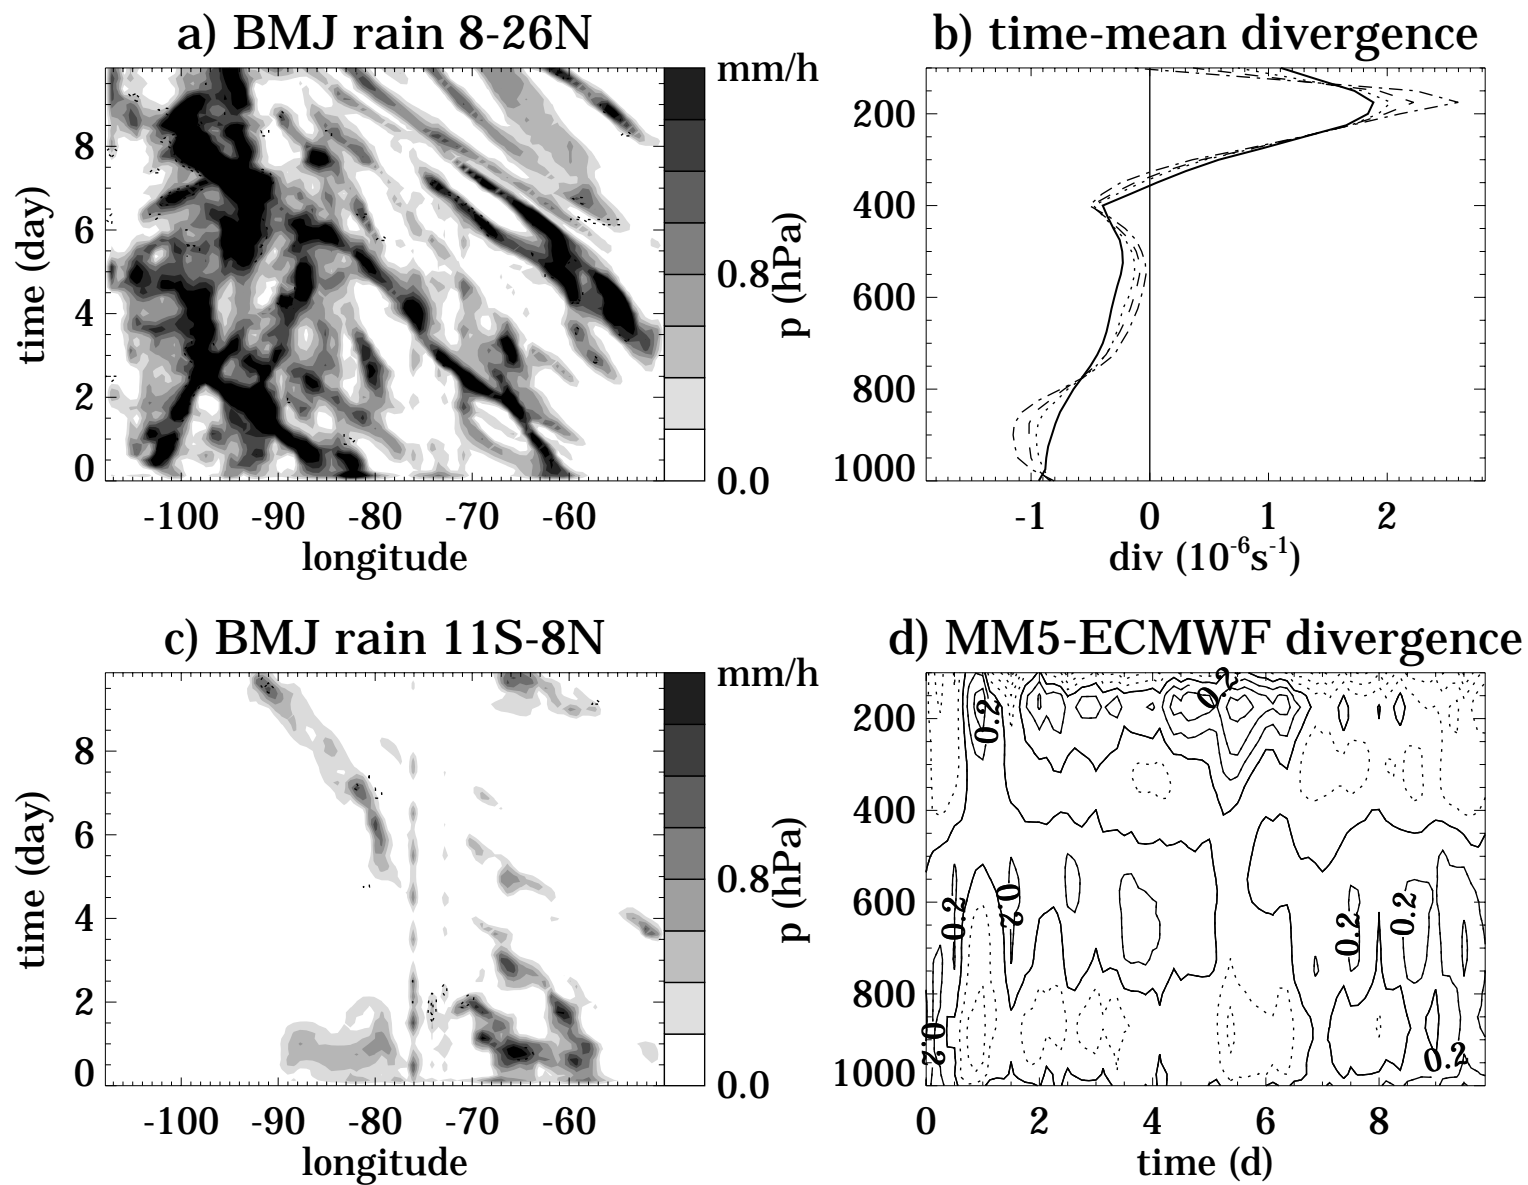 a) BMJ rain 8-26N
mm/h
time (day)
8
6
4
2
0
0.8
0.0
-100 -90 -80 -70 -60
longitude
b) time-mean divergence
p (hPa)
200
400
600
800
1000
-1 0 1 2
div (10-6s-1)
c) BMJ rain 11S-8N
mm/h
time (day)
8
6
4
2
0
0.8
0.0
-100 -90 -80 -70 -60
longitude
d) MM5-ECMWF divergence
p (hPa)
200
400
600
800
1000
0.2
0.2
0.2
0.2
0.2
0.2
0.2
0.2
0 2 4 6 8
time (d)